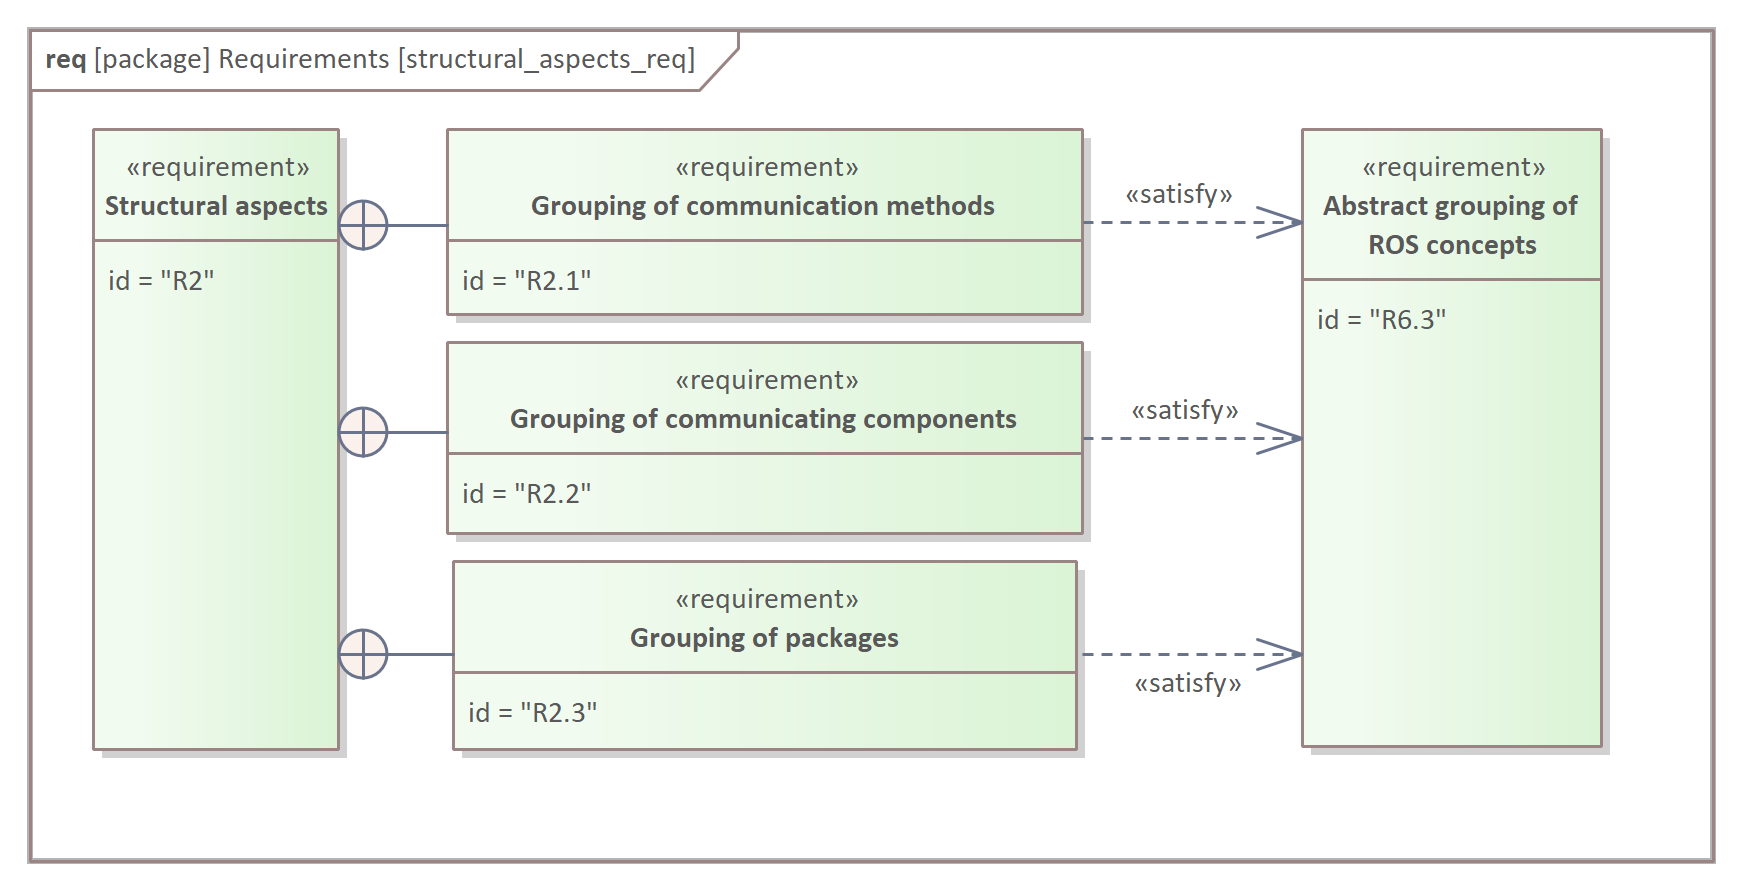 req [package] Requirements [structural_aspects_req]
«requirement»
Structural aspects
id = "R2"
«requirement»
Grouping of communication methods
id = "R2.1"
«satisfy»
«requirement»
Abstract grouping of
ROS concepts
id = "R6.3"
«requirement»
Grouping of communicating components
id = "R2.2"
«satisfy»
«requirement»
Grouping of packages
id = "R2.3"
«satisfy»